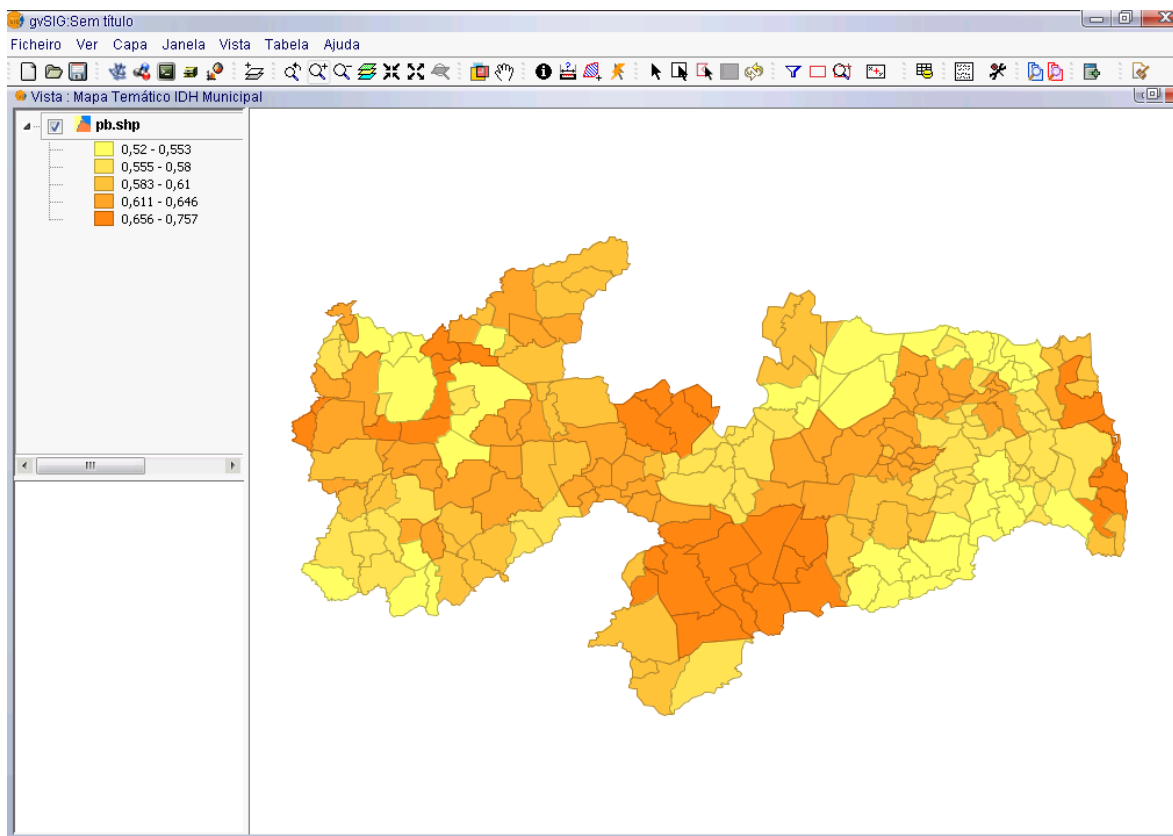 gvSIG:Sem título
Ficheiro Ver Capa Janela Vista Tabela Ajuda
Vista : Mapa Temático IDH Municipal
pb.shp
0,52 - 0,553
0,555 - 0,58
0,583 - 0,61
0,611 - 0,646
0,656 - 0,757